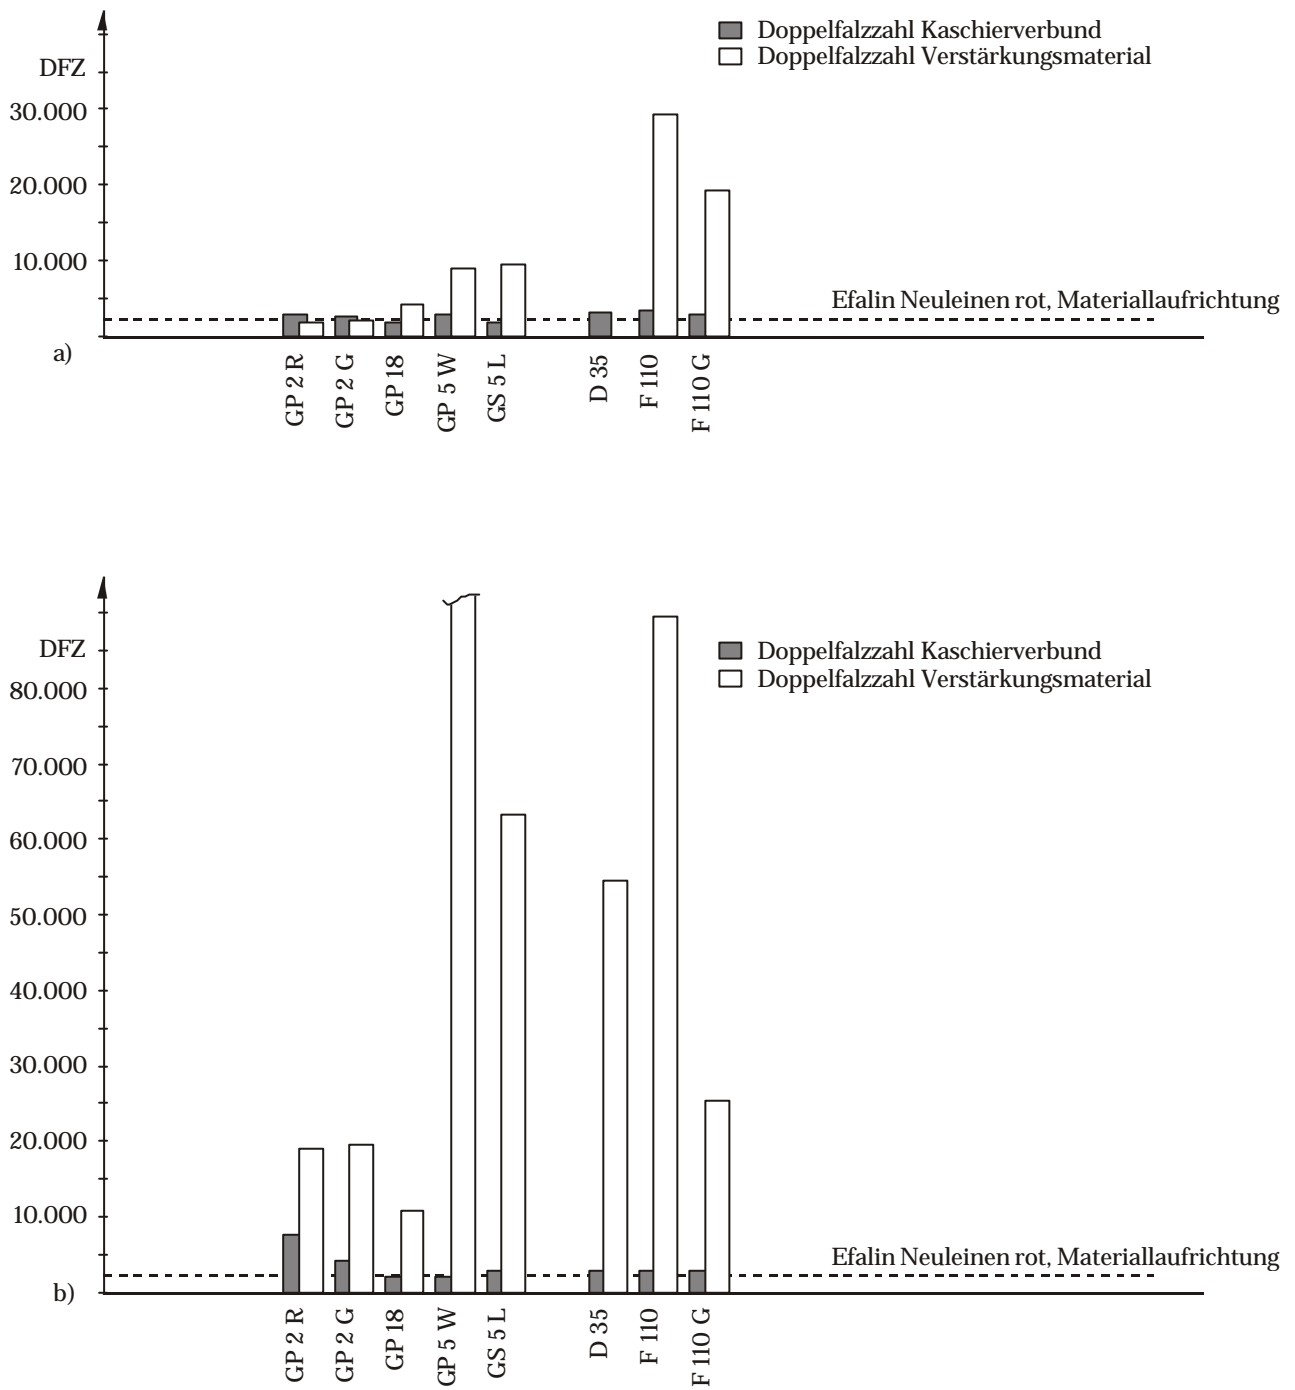 Doppelfalzzahl Kaschierverbund
Doppelfalzzahl Verstärkungsmaterial
DFZ
30.000
20.000
10.000
Efalin Neuleinen rot, Materiallaufrichtung
a)
GP 2 R
GP 2 G
GP 18
GP 5 W
GS 5 L
D 35
F 110
F 110 G
DFZ
Doppelfalzzahl Kaschierverbund
Doppelfalzzahl Verstärkungsmaterial
80.000
70.000
60.000
50.000
40.000
30.000
20.000
10.000
Efalin Neuleinen rot, Materiallaufrichtung
b)
GP 2 R
GP 2 G
GP 18
GP 5 W
GS 5 L
D 35
F 110
F 110 G